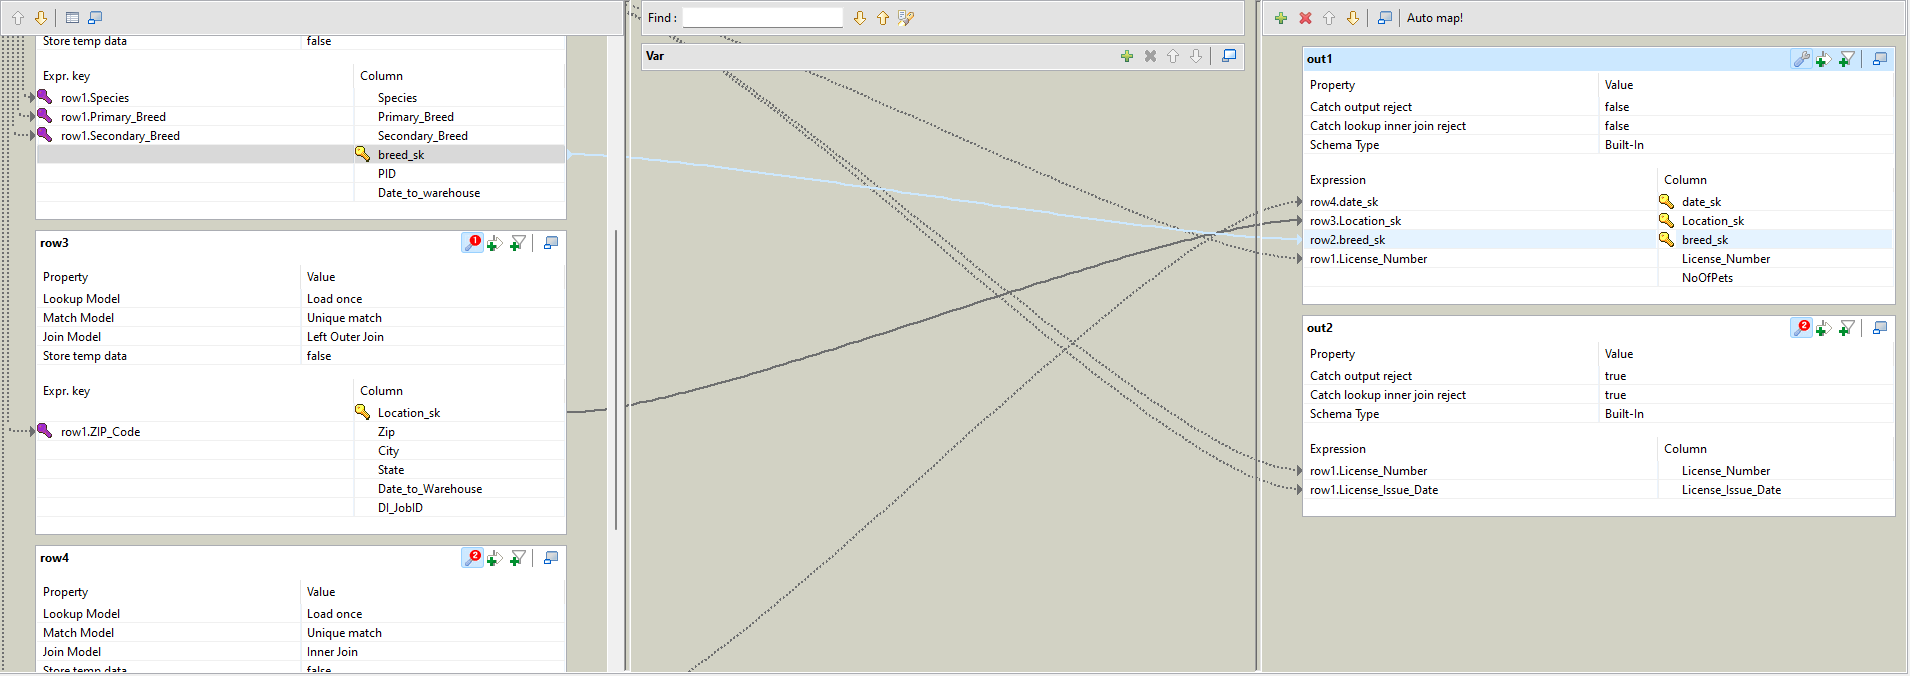 Store temp data false
Expr. key Column
row1.Species Species
row1.Primary_Breed Primary_Breed
row1.Secondary_Breed Secondary_Breed
breed_sk
PID
Date_to_warehouse
row3 1
Property Value
Lookup Model Load once
Match Model Unique match
Join Model Left Outer Join
Store temp data false
Expr. key Column
Location_sk
row1.ZIP_Code Zip
City
State
Date_to_Warehouse
DI_JobID
row4 2
Property Value
Lookup Model Load once
Match Model Unique match
Join Model Inner Join
Store temp data false
Find :
Var
Auto map!
out1
Property Value
Catch output reject false
Catch lookup inner join reject false
Schema Type Built-In
Expression Column
row4.date_sk date_sk
row3.Location_sk Location_sk
row2.breed_sk breed_sk
row1.License_Number License_Number
NoOfPets
out2 2
Property Value
Catch output reject true
Catch lookup inner join reject true
Schema Type Built-In
Expression Column
row1.License_Number License_Number
row1.License_Issue_Date License_Issue_Date